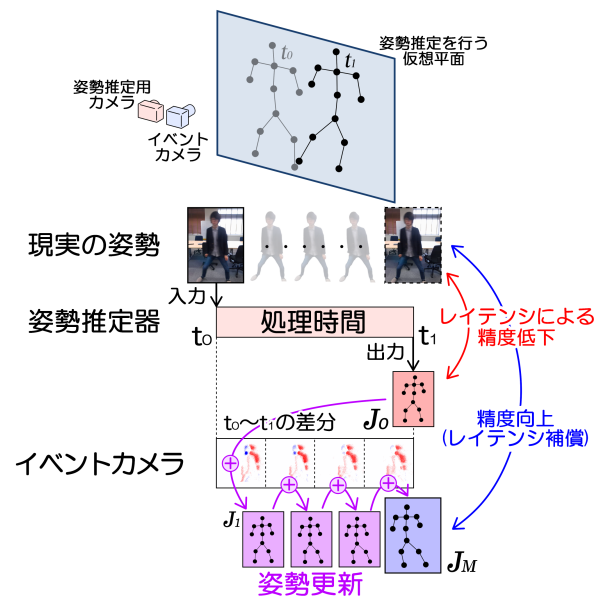 姿勢推定を行う
仮想平面
t0
t1
姿勢推定用
カメラ
イベント
カメラ
現実の姿勢
入力
姿勢推定器
t0
処理時間
t1
レイテンシによる
精度低下
出力
t0〜t1の差分
J0
精度向上
(レイテンシ補償)
イベントカメラ
J1
JM
姿勢更新